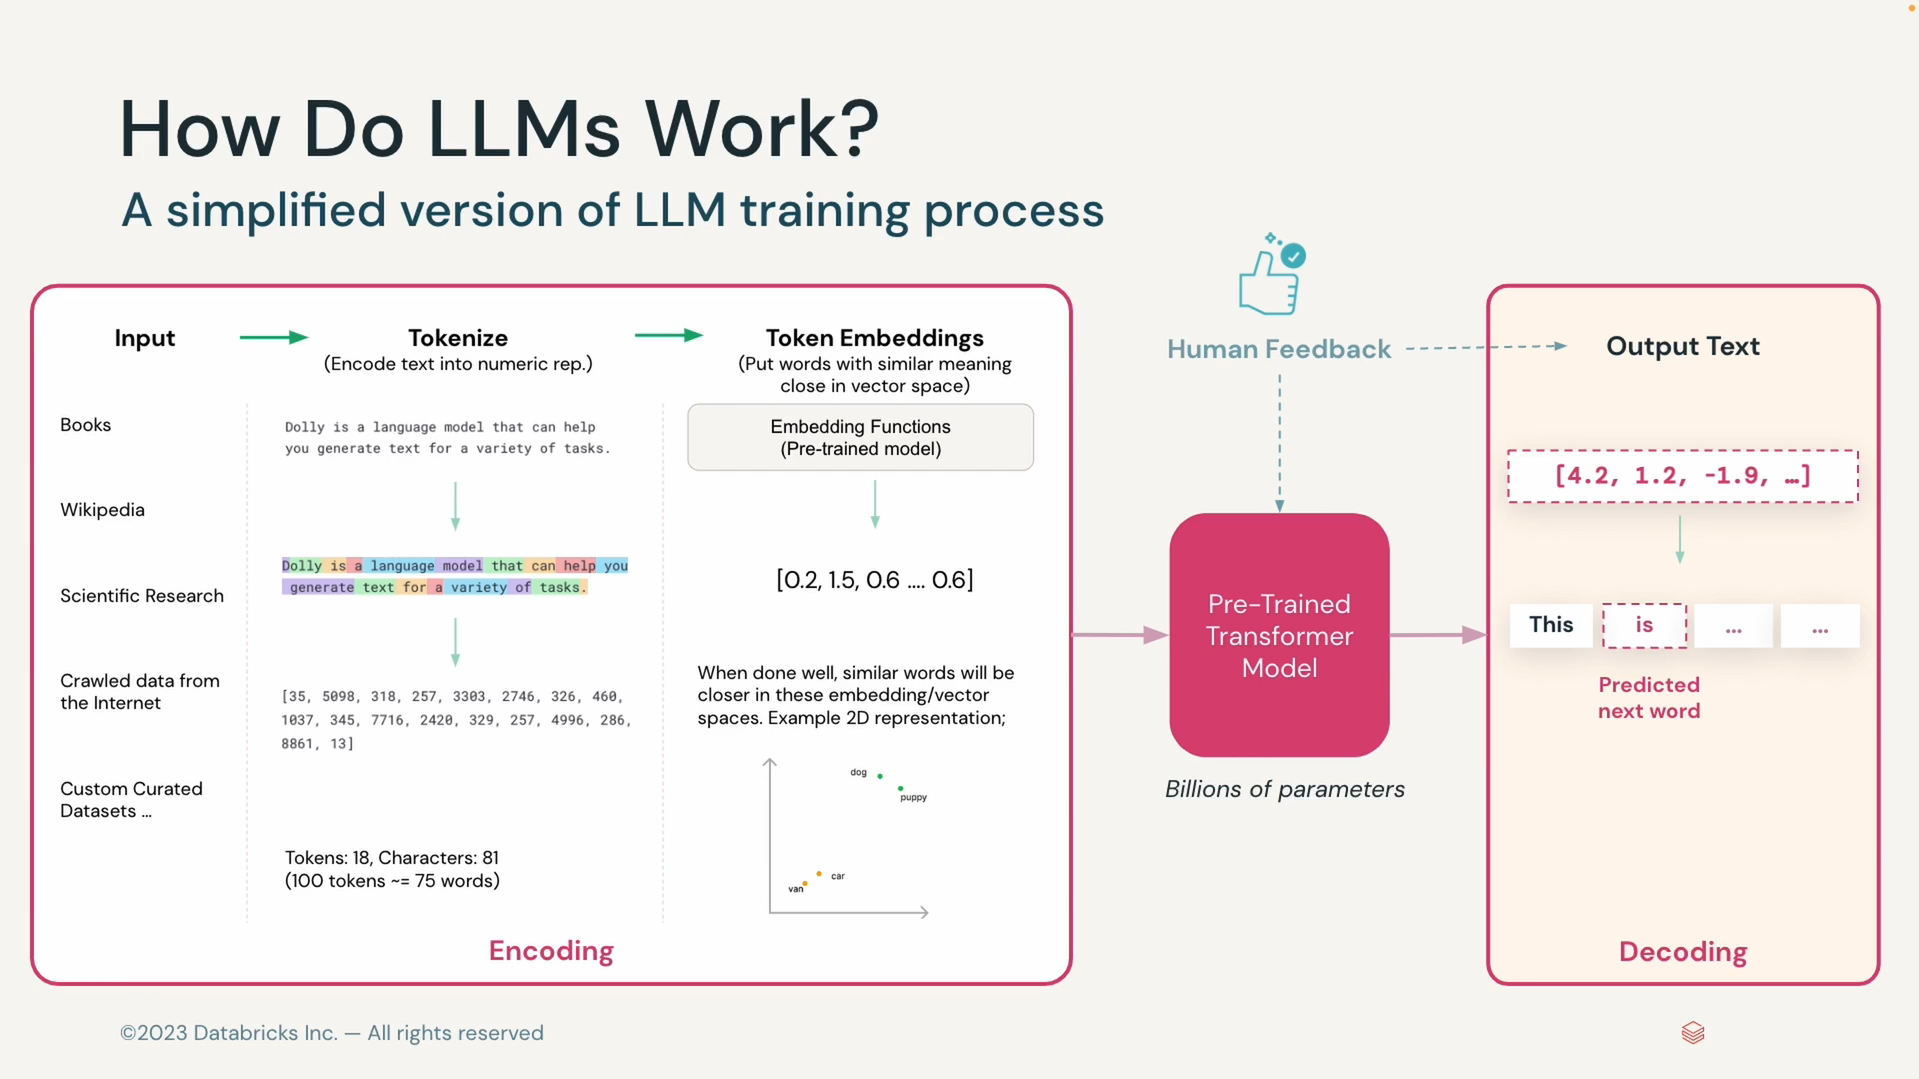 How Do LLMs Work?
A simplified version of LLM training process
Input
Books
Wikipedia
Scientific Research
Crawled data from
the Internet
Custom Curated
Datasets ...
Tokenize
(Encode text into numeric rep.)
Dolly is a language model that can help
you generate text for a variety of tasks.
Dolly is a language model that can help you
generate text for a variety of tasks.
[35, 5098, 318, 257, 3303, 2746, 326, 460,
1037, 345, 7716, 2420, 329, 257, 4996, 286,
8861, 13]
Tokens: 18, Characters: 81
(100 tokens ~= 75 words)
Token Embeddings
(Put words with similar meaning
close in vector space)
Embedding Functions
(Pre-trained model)
[0.2, 1.5, 0.6 .... 0.6]
When done well, similar words will be
closer in these embedding/vector
spaces. Example 2D representation;
dog
puppy
car
van
Encoding
Human Feedback
Pre-Trained
Transformer
Model
Billions of parameters
Output Text
[4.2, 1.2, -1.9, …]
This is ... ...
Predicted
next word
Decoding
©2023 Databricks Inc. — All rights reserved